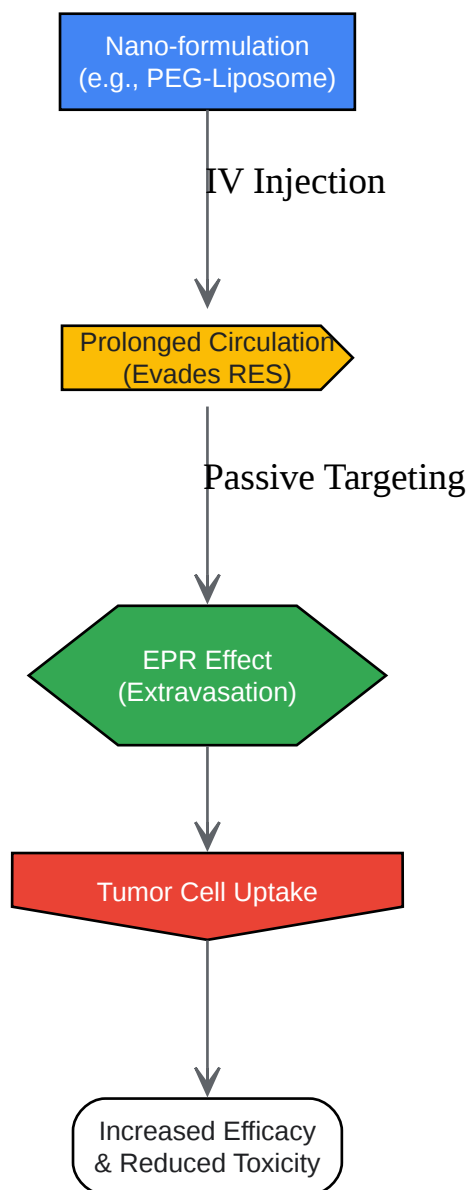 Nano-formulation
(e.g., PEG-Liposome)
IV Injection
Prolonged Circulation
(Evades RES)
Passive Targeting
EPR Effect
(Extravasation)
Tumor Cell Uptake
Increased Efficacy
& Reduced Toxicity